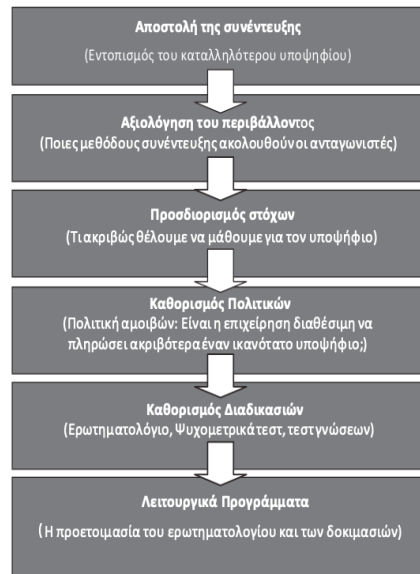 Αποστολή της συνέντευξης
(Εντοπισμός του καταλληλότερου υποψηφίου)
Αξιολόγηση του περιβάλλοντος
(Ποιες μεθόδους συνέντευξης ακολουθούν οι ανταγωνιστές)
Προσδιορισμός στόχων
(Τι ακριβώς θέλουμε να μάθουμε για τον υποψήφιο)
Καθορισμός Πολιτικών
(Πολιτική αμοιβών: Είναι η επιχείρηση διαθέσιμη να
πληρώσει ακριβότερα έναν ικανότατο υποψήφιο;)
Καθορισμός Διαδικασιών
(Ερωτηματολόγιο, Ψυχομετρικά τεστ, τεστ γνώσεων)
Λειτουργικά Προγράμματα
( Η προετοιμασία του ερωτηματολογίου και των δοκιμασιών)